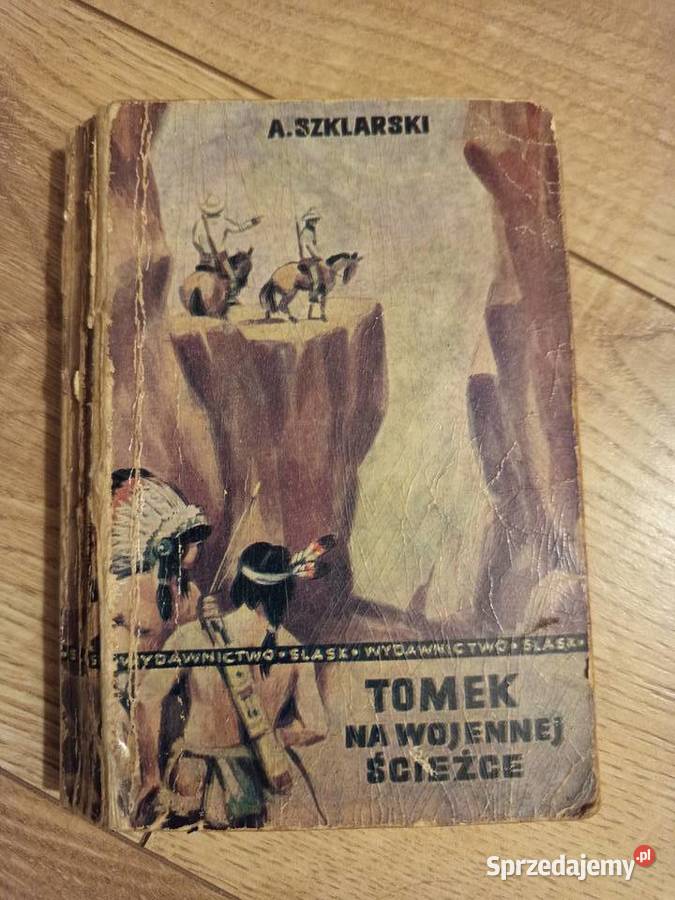 A. SZKLARSKI
WYDAWNICTWO • ŚLĄSK • WYDAWNICTWO • ŚLĄSK •
TOMEK
NA WOJENNEJ
ŚCIEŻCE
Sprzedajemy.pl